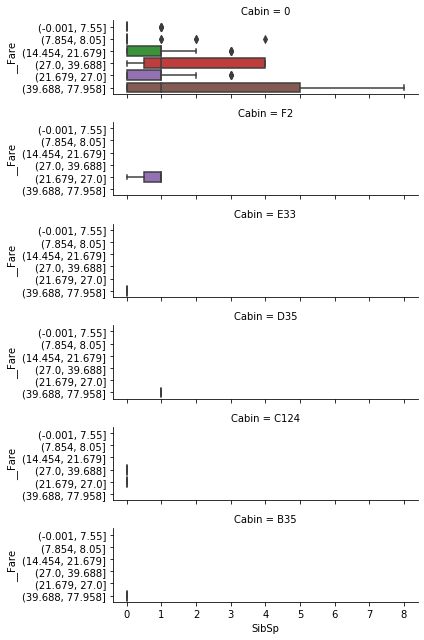 Cabin = 0
(-0.001, 7.55]
(7.854, 8.05]
(14.454, 21.679]
(27.0, 39.688]
(21.679, 27.0]
(39.688, 77.958]
__Fare
Cabin = F2
(-0.001, 7.55]
(7.854, 8.05]
(14.454, 21.679]
(27.0, 39.688]
(21.679, 27.0]
(39.688, 77.958]
__Fare
Cabin = E33
(-0.001, 7.55]
(7.854, 8.05]
(14.454, 21.679]
(27.0, 39.688]
(21.679, 27.0]
(39.688, 77.958]
__Fare
Cabin = D35
(-0.001, 7.55]
(7.854, 8.05]
(14.454, 21.679]
(27.0, 39.688]
(21.679, 27.0]
(39.688, 77.958]
__Fare
Cabin = C124
(-0.001, 7.55]
(7.854, 8.05]
(14.454, 21.679]
(27.0, 39.688]
(21.679, 27.0]
(39.688, 77.958]
__Fare
Cabin = B35
(-0.001, 7.55]
(7.854, 8.05]
(14.454, 21.679]
(27.0, 39.688]
(21.679, 27.0]
(39.688, 77.958]
__Fare
0 1 2 3 4 5 6 7 8
SibSp